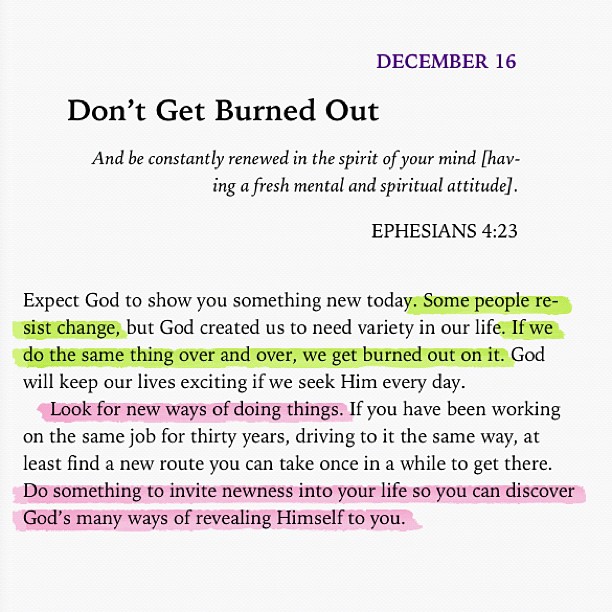 DECEMBER 16
Don’t Get Burned Out
And be constantly renewed in the spirit of your mind [hav-
ing a fresh mental and spiritual attitude].
EPHESIANS 4:23
Expect God to show you something new today. Some people re-
sist change, but God created us to need variety in our life. If we
do the same thing over and over, we get burned out on it. God
will keep our lives exciting if we seek Him every day.
Look for new ways of doing things. If you have been working
on the same job for thirty years, driving to it the same way, at
least find a new route you can take once in a while to get there.
Do something to invite newness into your life so you can discover
God’s many ways of revealing Himself to you.